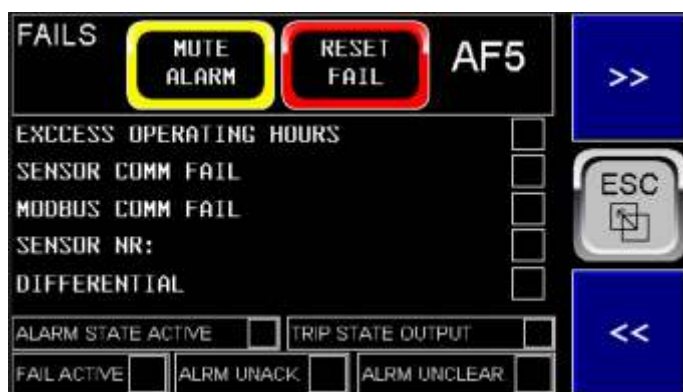 FAILS
MUTE
ALARM
RESET
FAIL
AF5
>>
EXCCESS OPERATING HOURS
SENSOR COMM FAIL
ESC
MODBUS COMM FAIL
SENSOR NR:
DIFFERENTIAL
ALARM STATE ACTIVE
TRIP STATE OUTPUT
<<
FAIL ACTIVE
ALRM UNACK
ALRM UNCLEAR